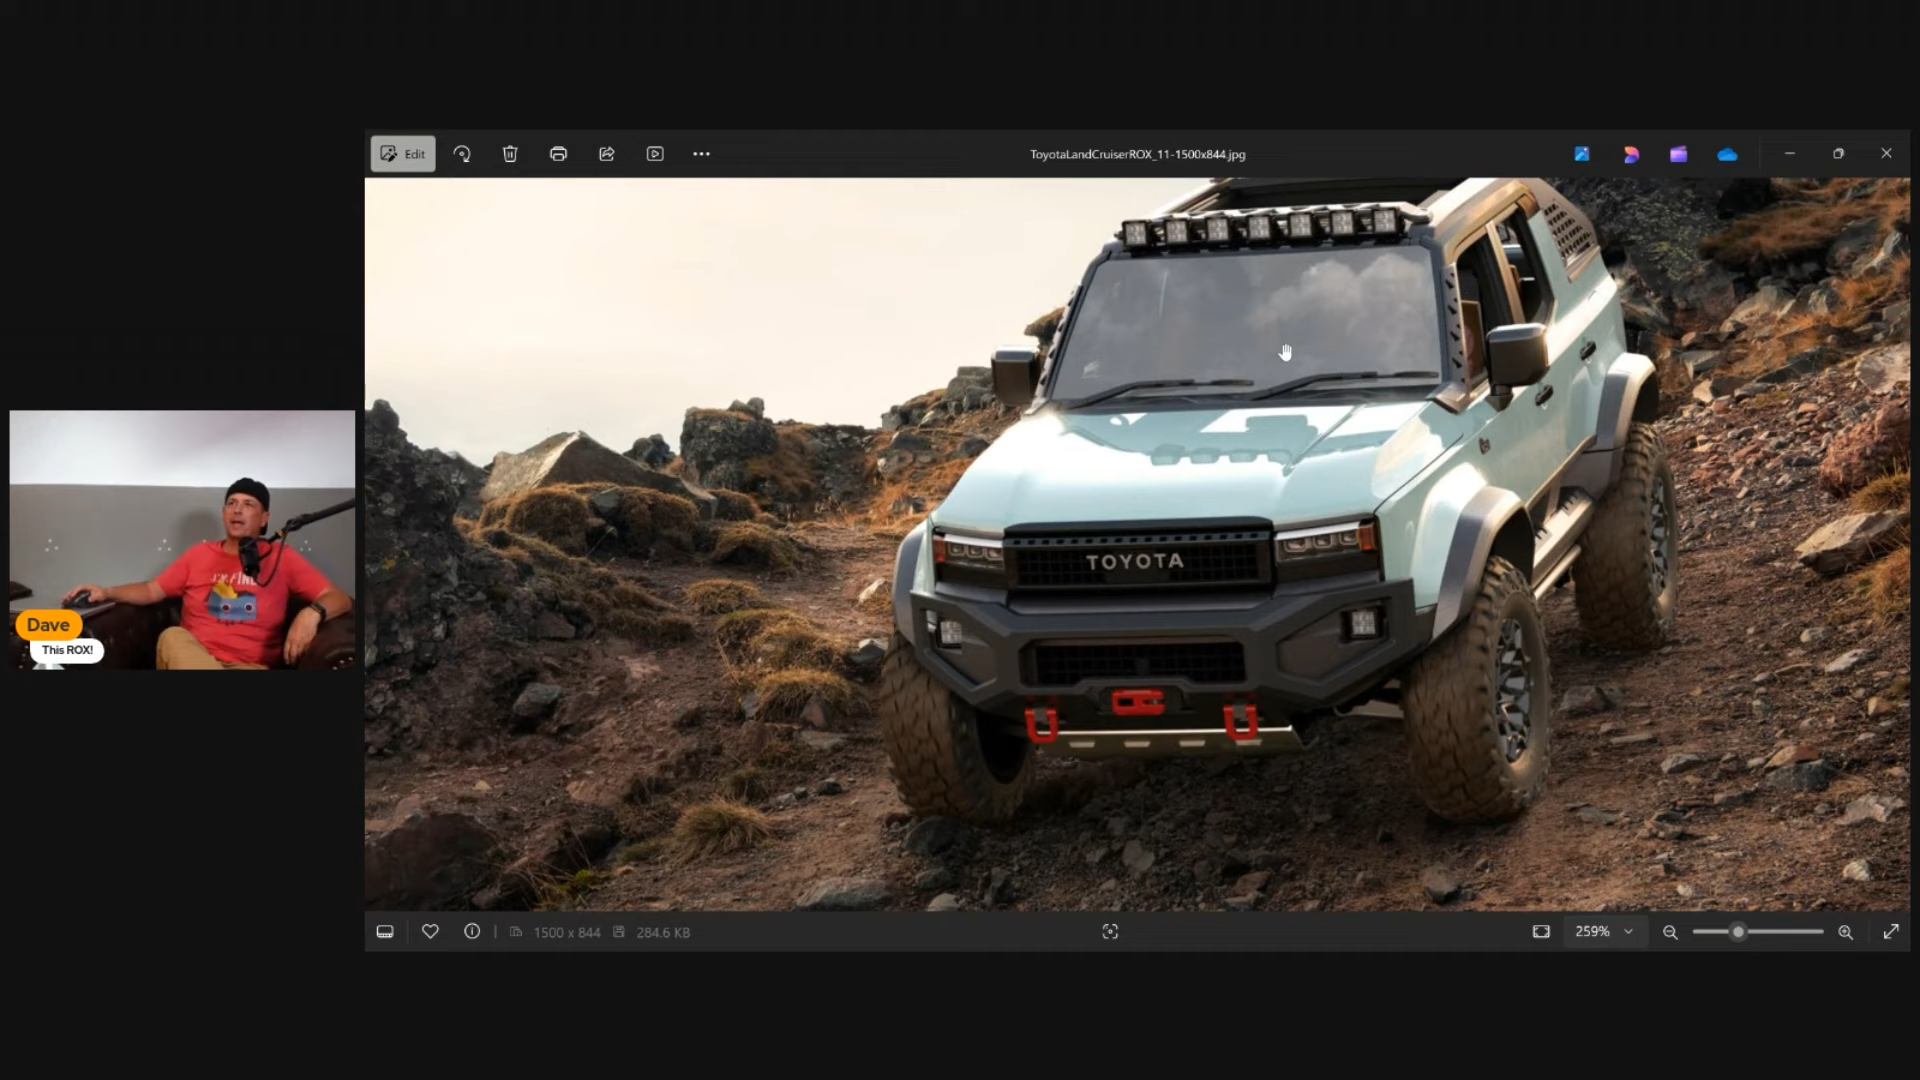 Edit
ToyotaLandCruiserROX_11-1500x844.jpg
TOYOTA
Dave
This ROX!
1500 x 844
284.6 KB
259%